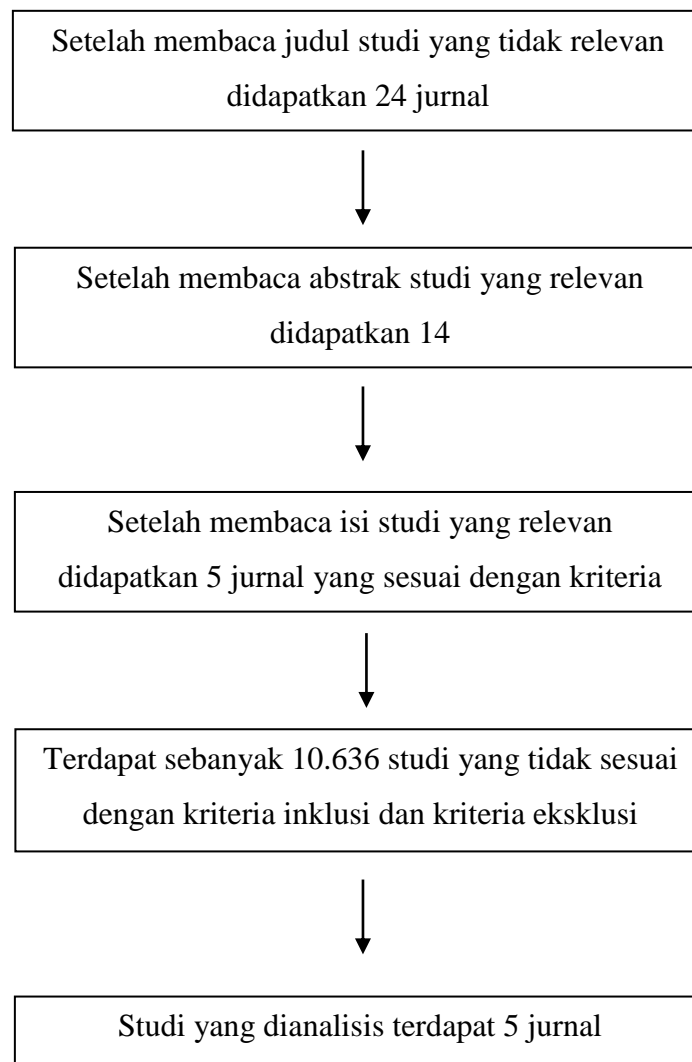 Setelah membaca judul studi yang tidak relevan
didapatkan 24 jurnal
Setelah membaca abstrak studi yang relevan
didapatkan 14
Setelah membaca isi studi yang relevan
didapatkan 5 jurnal yang sesuai dengan kriteria
Terdapat sebanyak 10.636 studi yang tidak sesuai
dengan kriteria inklusi dan kriteria eksklusi
Studi yang dianalisis terdapat 5 jurnal